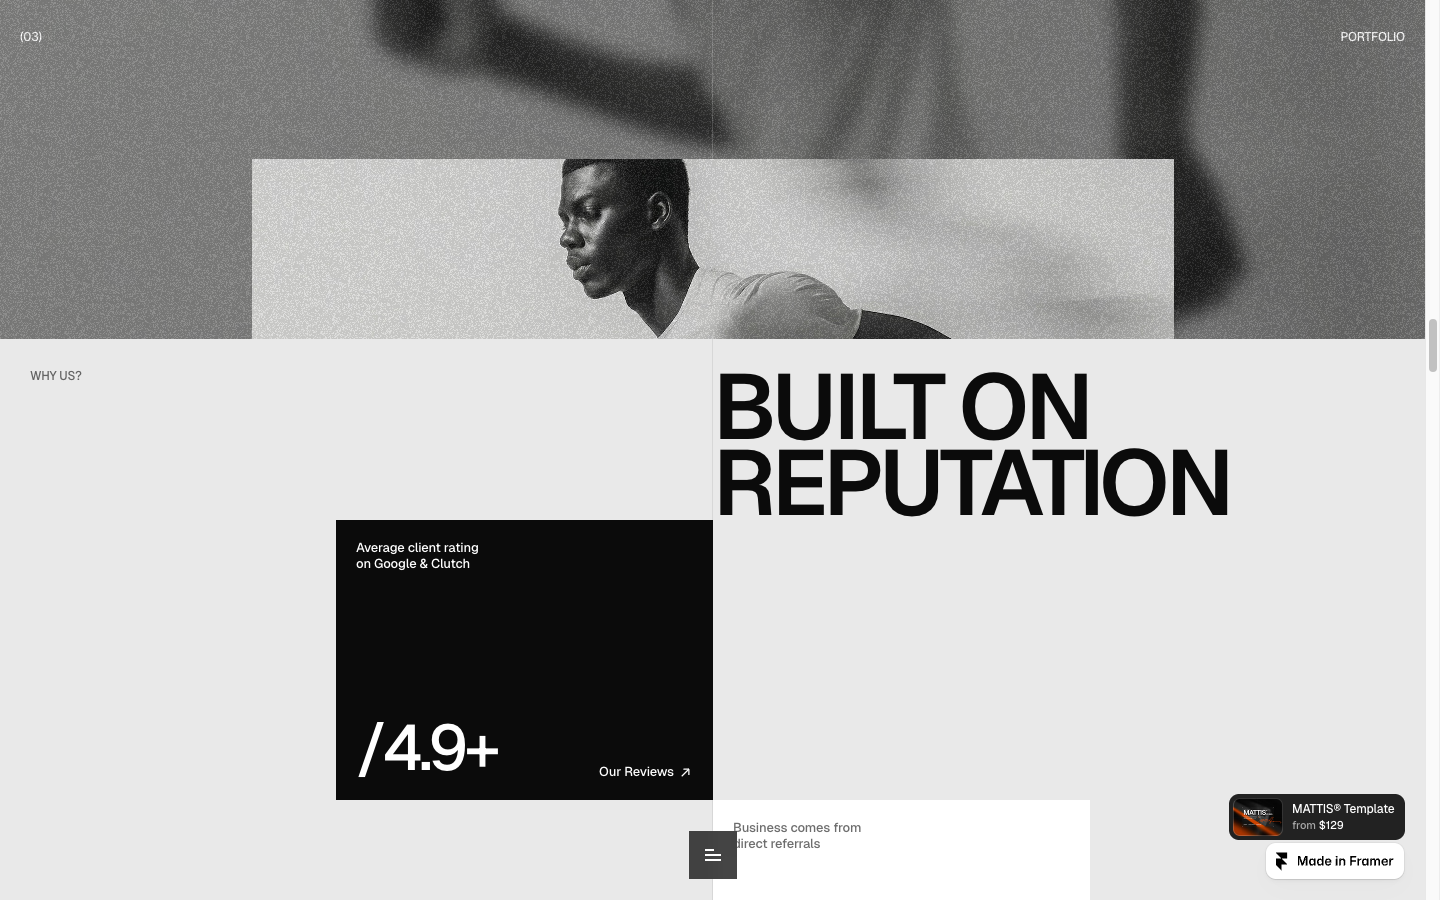 (03)
PORTFOLIO
WHY US?
BUILT ON
REPUTATION
Average client rating
on Google & Clutch
/4.9+
Our Reviews
Business comes from
direct referrals
MATTIS
MATTIS® Template
from $129
Made in Framer